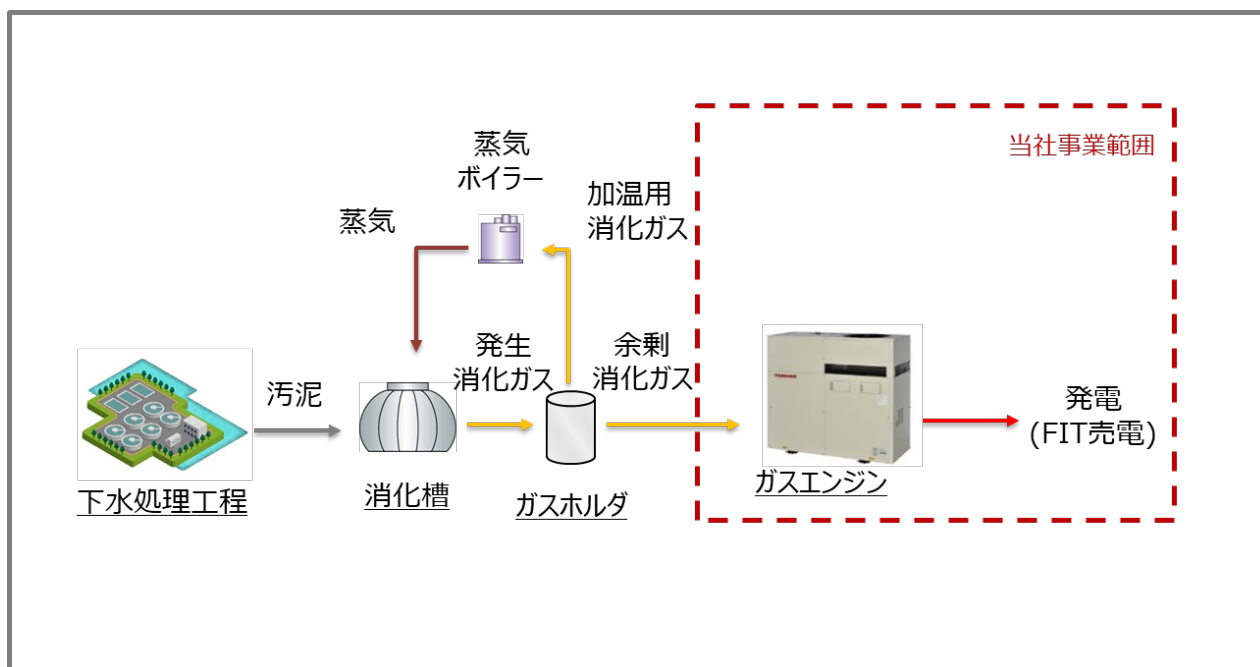 当社事業範囲
蒸気
ボイラー
加温用
消化ガス
蒸気
発生
消化ガス
余剰
消化ガス
汚泥
発電
(FIT売電)
下水処理工程
消化槽
ガスホルダ
ガスエンジン